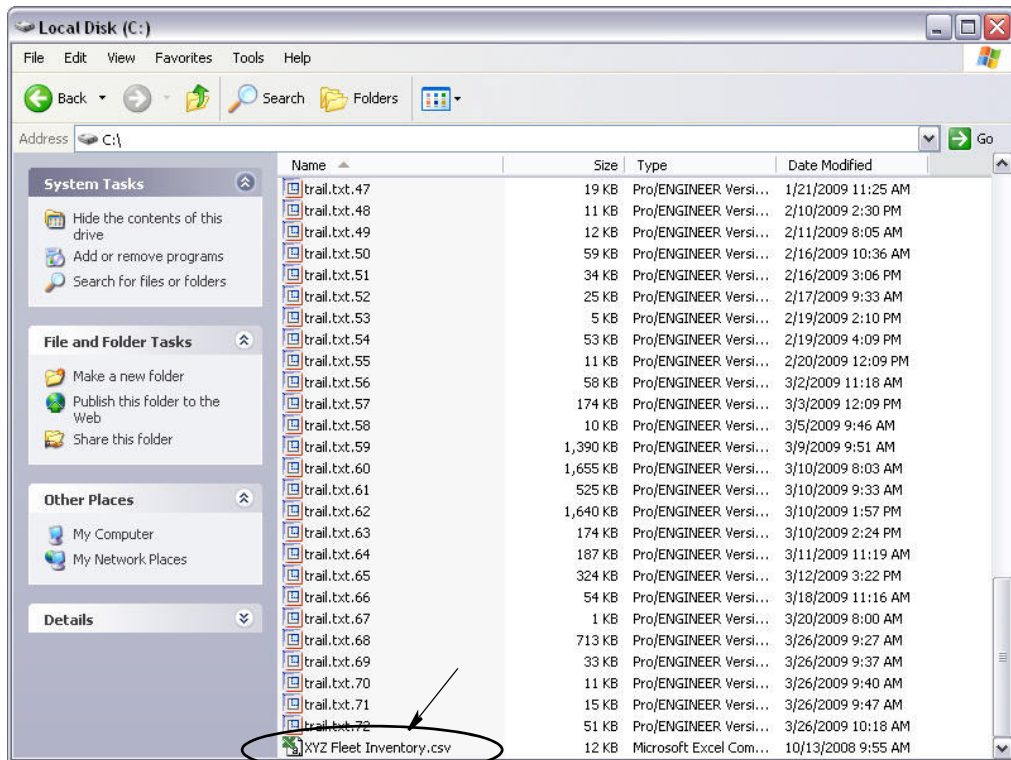 Local Disk (C:)
File Edit View Favorites Tools Help
Back Search Folders
Address C:\ Go
Name Size Type Date Modified
System Tasks
Hide the contents of this
drive
Add or remove programs
Search for files or folders
File and Folder Tasks
Make a new folder
Publish this folder to the
Web
Share this folder
Other Places
My Computer
My Network Places
Details
trail.txt.47 19 KB Pro/ENGINEER Versi... 1/21/2009 11:25 AM
trail.txt.48 11 KB Pro/ENGINEER Versi... 2/10/2009 2:30 PM
trail.txt.49 12 KB Pro/ENGINEER Versi... 2/11/2009 8:05 AM
trail.txt.50 59 KB Pro/ENGINEER Versi... 2/16/2009 10:36 AM
trail.txt.51 34 KB Pro/ENGINEER Versi... 2/16/2009 3:06 PM
trail.txt.52 25 KB Pro/ENGINEER Versi... 2/17/2009 9:33 AM
trail.txt.53 5 KB Pro/ENGINEER Versi... 2/19/2009 2:10 PM
trail.txt.54 53 KB Pro/ENGINEER Versi... 2/19/2009 4:09 PM
trail.txt.55 11 KB Pro/ENGINEER Versi... 2/20/2009 12:09 PM
trail.txt.56 58 KB Pro/ENGINEER Versi... 3/2/2009 11:18 AM
trail.txt.57 174 KB Pro/ENGINEER Versi... 3/3/2009 12:09 PM
trail.txt.58 10 KB Pro/ENGINEER Versi... 3/5/2009 9:46 AM
trail.txt.59 1,390 KB Pro/ENGINEER Versi... 3/9/2009 9:51 AM
trail.txt.60 1,655 KB Pro/ENGINEER Versi... 3/10/2009 8:03 AM
trail.txt.61 525 KB Pro/ENGINEER Versi... 3/10/2009 9:33 AM
trail.txt.62 1,640 KB Pro/ENGINEER Versi... 3/10/2009 1:57 PM
trail.txt.63 174 KB Pro/ENGINEER Versi... 3/10/2009 2:24 PM
trail.txt.64 187 KB Pro/ENGINEER Versi... 3/11/2009 11:19 AM
trail.txt.65 324 KB Pro/ENGINEER Versi... 3/12/2009 3:22 PM
trail.txt.66 54 KB Pro/ENGINEER Versi... 3/18/2009 11:16 AM
trail.txt.67 1 KB Pro/ENGINEER Versi... 3/20/2009 8:00 AM
trail.txt.68 713 KB Pro/ENGINEER Versi... 3/26/2009 9:27 AM
trail.txt.69 33 KB Pro/ENGINEER Versi... 3/26/2009 9:37 AM
trail.txt.70 11 KB Pro/ENGINEER Versi... 3/26/2009 9:40 AM
trail.txt.71 15 KB Pro/ENGINEER Versi... 3/26/2009 9:47 AM
trail.txt.72 51 KB Pro/ENGINEER Versi... 3/26/2009 10:18 AM
XYZ Fleet Inventory.csv 12 KB Microsoft Excel Com... 10/13/2008 9:55 AM